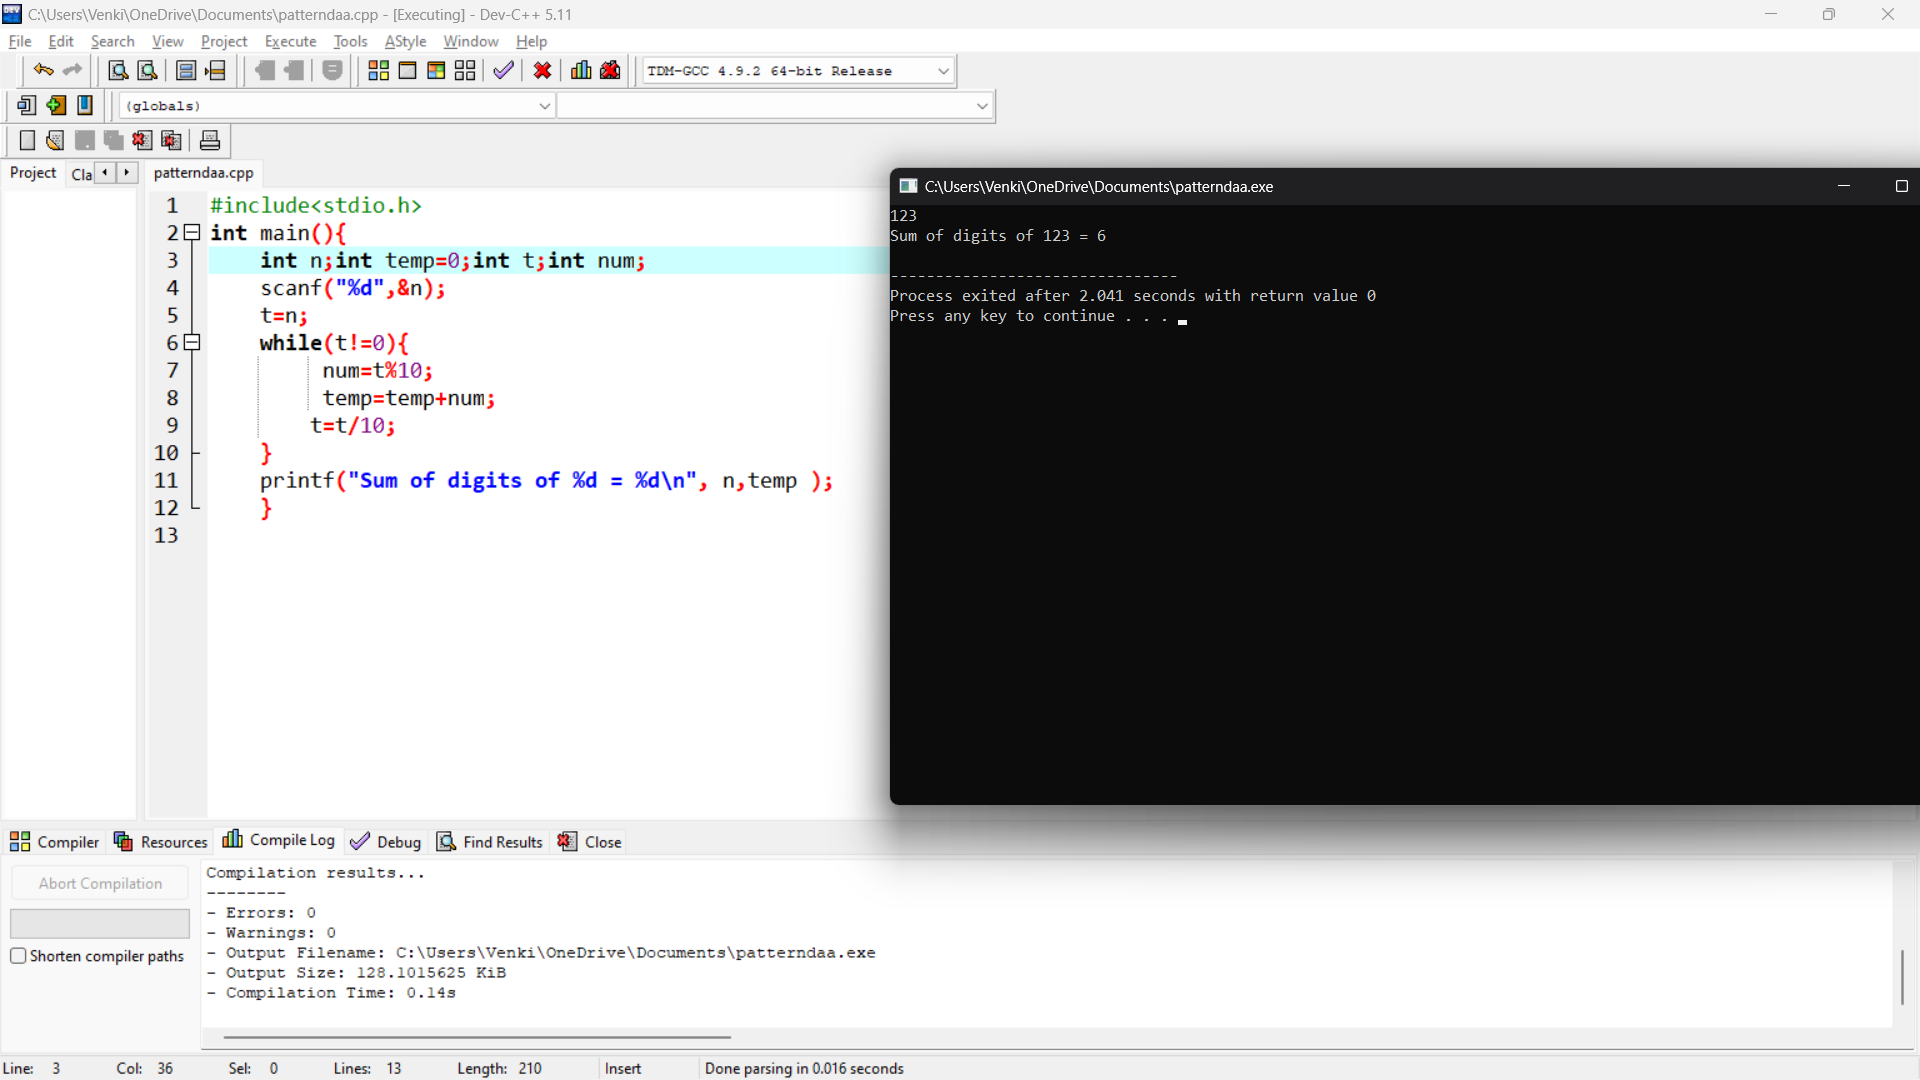 C:\Users\Venki\OneDrive\Documents\patterndaa.cpp - [Executing] - Dev-C++ 5.11
File Edit Search View Project Execute Tools AStyle Window Help
TDM-GCC 4.9.2 64-bit Release
(globals)
Project Cla patterndaa.cpp
1 #include<stdio.h>
2 int main(){
3 int n;int temp=0;int t;int num;
4 scanf("%d",&n);
5 t=n;
6 while(t!=0){
7 num=t%10;
8 temp=temp+num;
9 t=t/10;
10 }
11 printf("Sum of digits of %d = %d\n", n,temp );
12 }
13
C:\Users\Venki\OneDrive\Documents\patterndaa.exe
123
Sum of digits of 123 = 6
--------------------------------
Process exited after 2.041 seconds with return value 0
Press any key to continue . . .
Compiler Resources Compile Log Debug Find Results Close
Abort Compilation
Shorten compiler paths
Compilation results...
--------
- Errors: 0
- Warnings: 0
- Output Filename: C:\Users\Venki\OneDrive\Documents\patterndaa.exe
- Output Size: 128.1015625 KiB
- Compilation Time: 0.14s
Line: 3 Col: 36 Sel: 0 Lines: 13 Length: 210 Insert Done parsing in 0.016 seconds